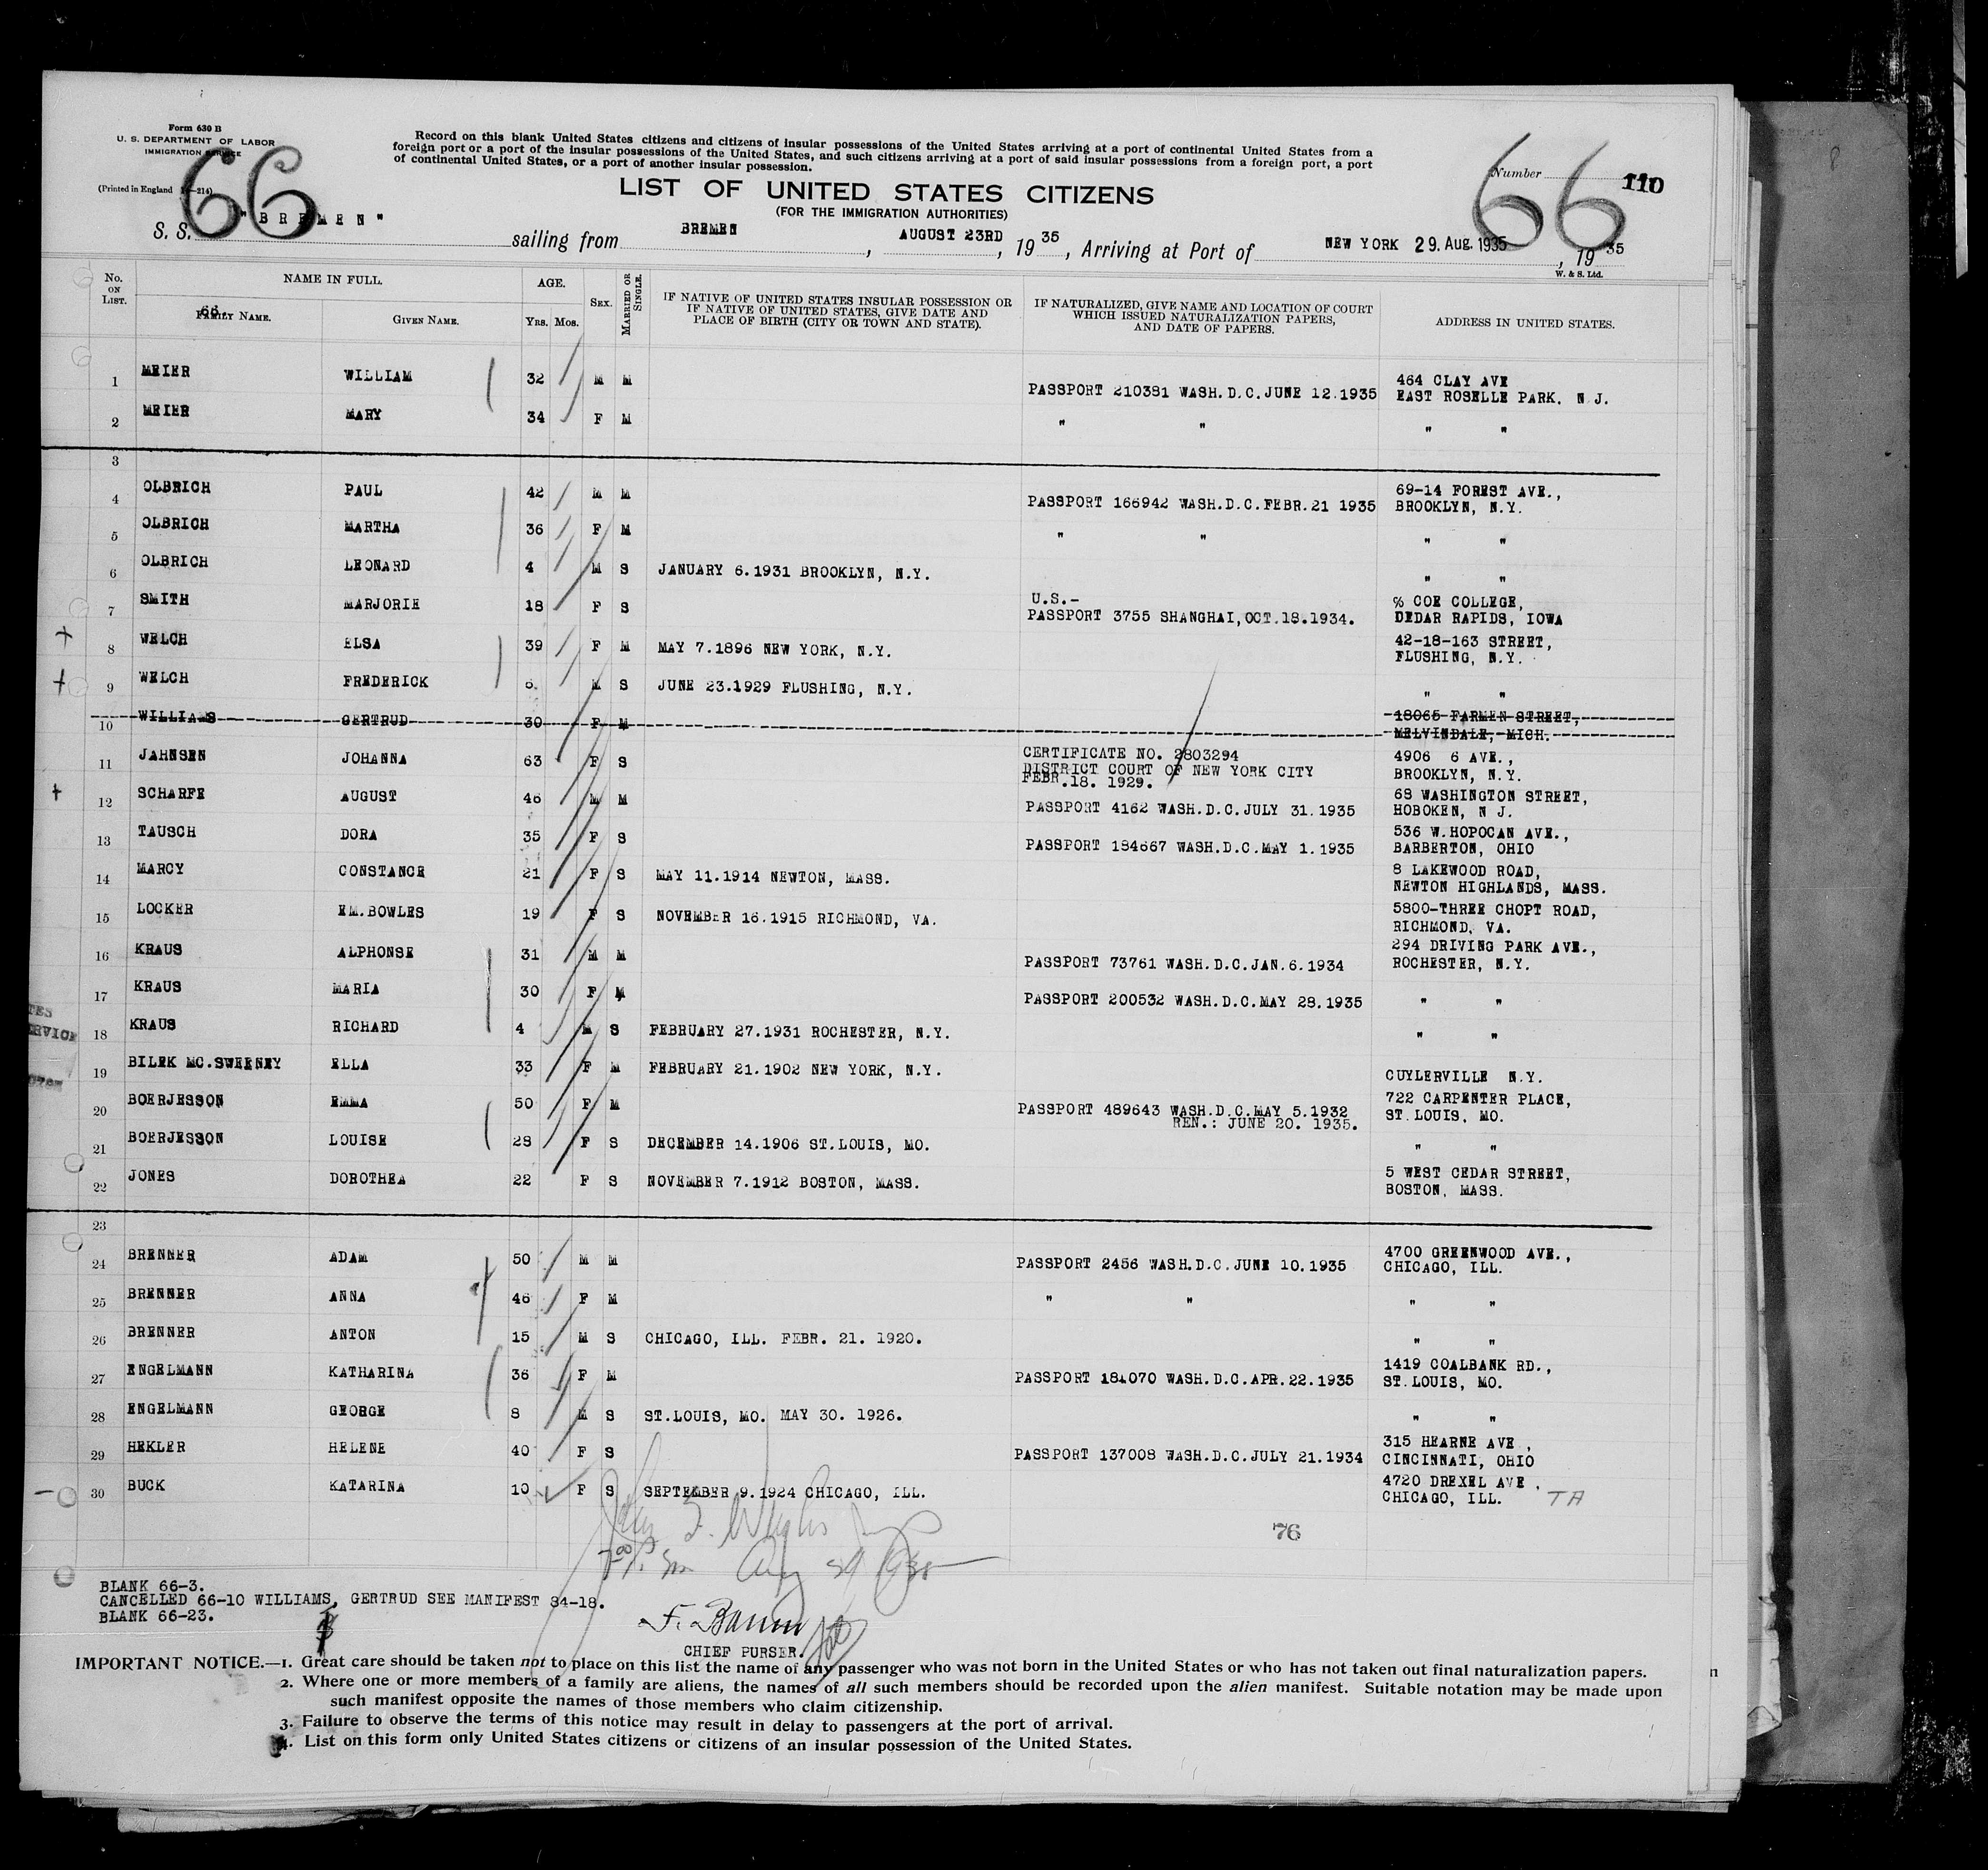 Form 630 B
U. S. DEPARTMENT OF LABOR
IMMIGRATION SERVICE
(Printed in England 14—214)
66
Record on this blank United States citizens and citizens of insular possessions of the United States arriving at a port of continental United States from a
foreign port or a port of the insular possessions of the United States, and such citizens arriving at a port of said insular possessions from a foreign port, a port
of continental United States, or a port of another insular possession.
66
Number 110
LIST OF UNITED STATES CITIZENS
(FOR THE IMMIGRATION AUTHORITIES)
S. S. "BREMEN" sailing from BREMEN, AUGUST 23RD, 1935, Arriving at Port of NEW YORK 29. Aug. 1935, 1935
W. & S. Ltd.
No. ON LIST. NAME IN FULL. AGE. SEX. MARRIED OR SINGLE. IF NATIVE OF UNITED STATES INSULAR POSSESSION OR IF NATIVE OF UNITED STATES, GIVE DATE AND PLACE OF BIRTH (CITY OR TOWN AND STATE). IF NATURALIZED, GIVE NAME AND LOCATION OF COURT WHICH ISSUED NATURALIZATION PAPERS, AND DATE OF PAPERS. ADDRESS IN UNITED STATES.
66. FAMILY NAME. GIVEN NAME. Yrs. Mos.
1 MEIER WILLIAM 32 M M PASSPORT 210381 WASH.D.C.JUNE 12.1935 464 CLAY AVE
EAST ROSELLE PARK. N J.
2 MEIER MARY 34 F M " " " "
3
4 OLBRICH PAUL 42 M M PASSPORT 166942 WASH.D.C.FEBR.21 1935 69-14 FOREST AVE.,
BROOKLYN, N.Y.
5 OLBRICH MARTHA 36 F M " " " "
6 OLBRICH LEONARD 4 M S JANUARY 6.1931 BROOKLYN, N.Y. " "
7 SMITH MARJORIE 18 F S U.S.-
PASSPORT 3755 SHANGHAI,OCT.18.1934. ℅ COE COLLEGE,
DEDAR RAPIDS, IOWA
8 WELCH ELSA 39 F M MAY 7.1896 NEW YORK, N.Y. 42-18-163 STREET,
FLUSHING, N.Y.
9 WELCH FREDERICK 6. M S JUNE 23.1929 FLUSHING, N.Y. " "
10 WILLIAMS GERTRUD 30 F M 18065 FARMEN STREET,
MELVINDALE, MICH.
11 JAHNSEN JOHANNA 63 F S CERTIFICATE NO. 2803294
DISTRICT COURT OF NEW YORK CITY
FEBR.18. 1929. 4906 6 AVE.,
BROOKLYN, N.Y.
12 SCHARFE AUGUST 46 M M PASSPORT 4162 WASH.D.C.JULY 31.1935 68 WASHINGTON STREET,
HOBOKEN, N J.
13 TAUSCH DORA 35 F S PASSPORT 184667 WASH.D.C.MAY 1.1935 536 W.HOPOCAN AVE.,
BARBERTON, OHIO
14 MARCY CONSTANCE 21 F S MAY 11.1914 NEWTON, MASS. 8 LAKEWOOD ROAD,
NEWTON HIGHLANDS, MASS.
15 LOCKER EM.BOWLES 19 F S NOVEMBER 16.1915 RICHMOND, VA. 5800-THREE CHOPT ROAD,
RICHMOND, VA.
16 KRAUS ALPHONSE 31 M M PASSPORT 73761 WASH.D.C.JAN.6.1934 294 DRIVING PARK AVE.,
ROCHESTER, N.Y.
17 KRAUS MARIA 30 F M PASSPORT 200532 WASH.D.C.MAY 28.1935 " "
18 KRAUS RICHARD 4 M S FEBRUARY 27.1931 ROCHESTER, N.Y. " "
19 BILEK MC.SWEENEY ELLA 33 F M FEBRUARY 21.1902 NEW YORK, N.Y. CUYLERVILLE N.Y.
20 BOERJESSON EMMA 50 F M PASSPORT 489643 WASH.D.C.MAY 5.1932
REN.: JUNE 20. 1935. 722 CARPENTER PLACE,
ST.LOUIS, MO.
21 BOERJESSON LOUISE 28 F S DECEMBER 14.1906 ST.LOUIS, MO. " "
22 JONES DOROTHEA 22 F S NOVEMBER 7.1912 BOSTON, MASS. 5 WEST CEDAR STREET,
BOSTON, MASS.
23
24 BRENNER ADAM 50 M M PASSPORT 2456 WASH.D.C.JUNE 10.1935 4700 GREENWOOD AVE.,
CHICAGO, ILL.
25 BRENNER ANNA 46 F M " " " "
26 BRENNER ANTON 15 M S CHICAGO, ILL. FEBR. 21. 1920. " "
27 ENGELMANN KATHARINA 36 F M PASSPORT 184070 WASH.D.C.APR.22.1935 1419 COALBANK RD.,
ST.LOUIS, MO.
28 ENGELMANN GEORGE 8 M S ST.LOUIS, MO. MAY 30. 1926. " "
29 HEKLER HELENE 40 F S PASSPORT 137008 WASH.D.C.JULY 21.1934 315 HEARNE AVE ,
CINCINNATI, OHIO
30 BUCK KATARINA 10 F S SEPTEMBER 9.1924 CHICAGO, ILL. 4720 DREXEL AVE ,
CHICAGO, ILL. TA
76
BLANK 66-3.
CANCELLED 66-10 WILLIAMS, GERTRUD SEE MANIFEST 84-18.
BLANK 66-23.
CHIEF PURSER.
IMPORTANT NOTICE.—1. Great care should be taken not to place on this list the name of any passenger who was not born in the United States or who has not taken out final naturalization papers.
2. Where one or more members of a family are aliens, the names of all such members should be recorded upon the alien manifest. Suitable notation may be made upon
such manifest opposite the names of those members who claim citizenship.
3. Failure to observe the terms of this notice may result in delay to passengers at the port of arrival.
4. List on this form only United States citizens or citizens of an insular possession of the United States.